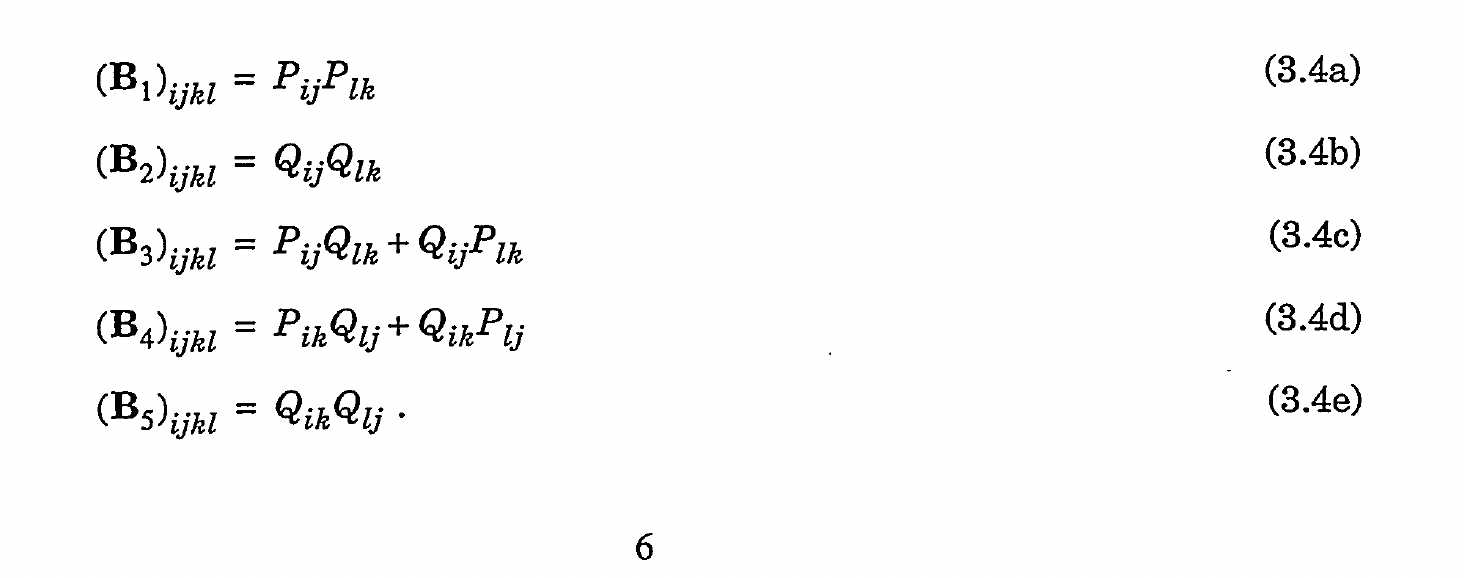 (B₁)ᵢⱼₖₗ = PᵢⱼPₗₖ (3.4a)
(B₂)ᵢⱼₖₗ = QᵢⱼQₗₖ (3.4b)
(B₃)ᵢⱼₖₗ = PᵢⱼQₗₖ + QᵢⱼPₗₖ (3.4c)
(B₄)ᵢⱼₖₗ = PᵢₖQₗⱼ + QᵢₖPₗⱼ (3.4d)
(B₅)ᵢⱼₖₗ = QᵢₖQₗⱼ . (3.4e)
6